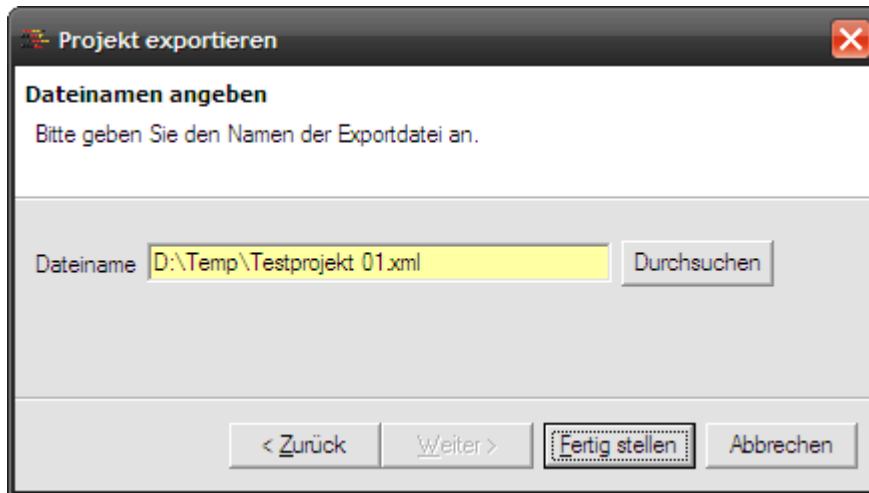 Projekt exportieren
Dateinamen angeben
Bitte geben Sie den Namen der Exportdatei an.
Dateiname D:\Temp\Testprojekt 01.xml Durchsuchen
< Zurück Weiter > Fertig stellen Abbrechen